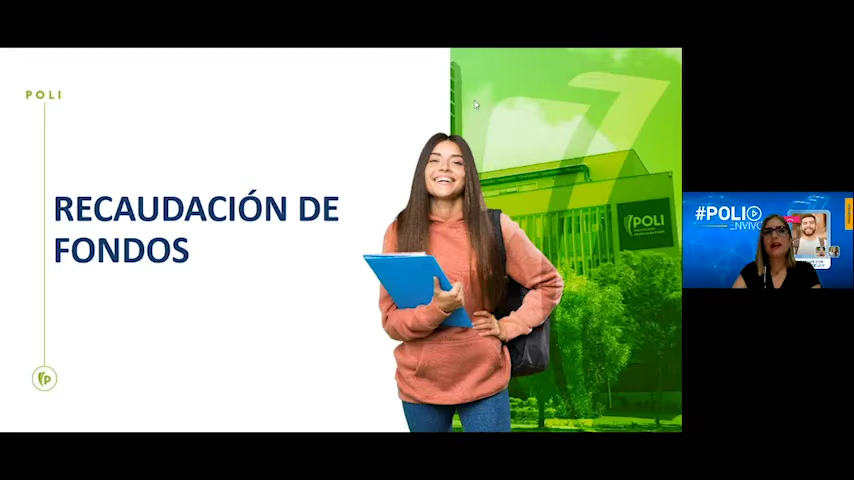 POLI
RECAUDACIÓN DE
FONDOS
POLI
#POLI
ENVIVO